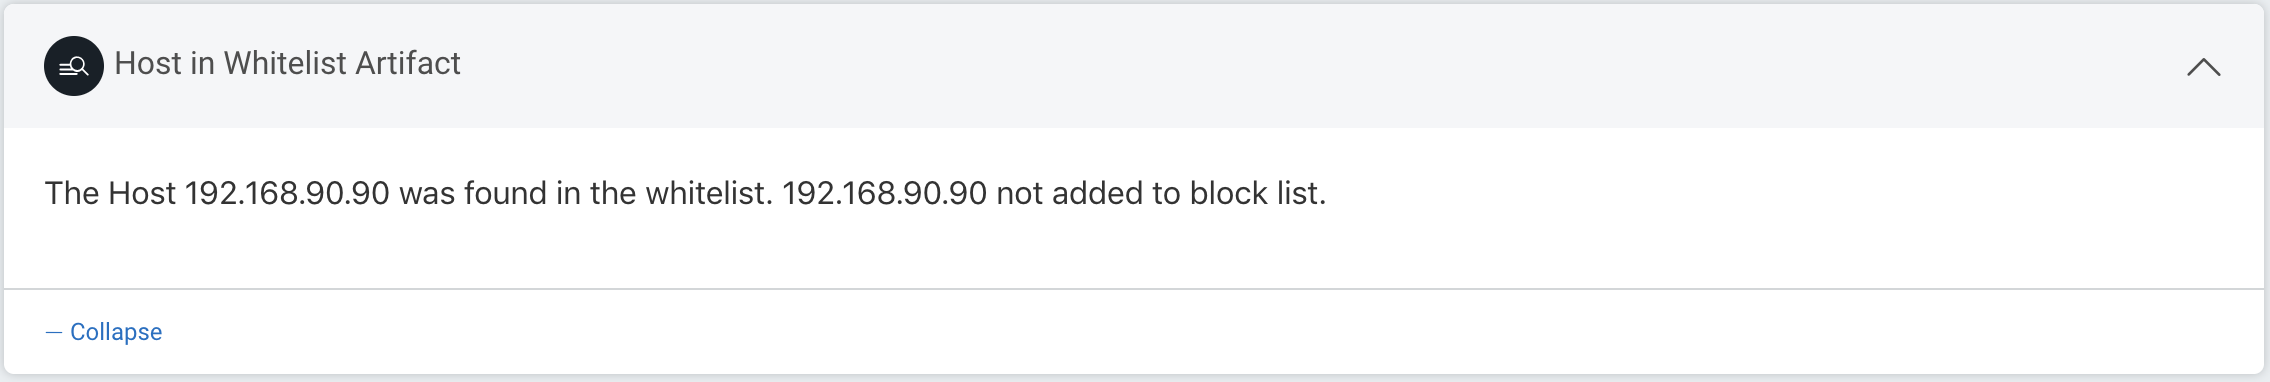 Host in Whitelist Artifact
The Host 192.168.90.90 was found in the whitelist. 192.168.90.90 not added to block list.
— Collapse